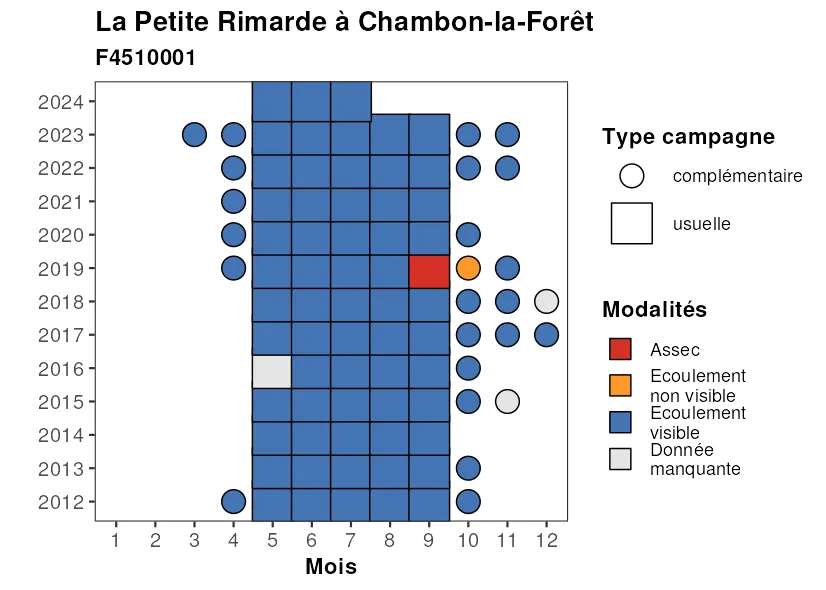 La Petite Rimarde à Chambon-la-Forêt
F4510001
2024
2023
2022
2021
2020
2019
2018
2017
2016
2015
2014
2013
2012
1 2 3 4 5 6 7 8 9 10 11 12
Mois
Type campagne
complémentaire
usuelle
Modalités
Assec
Ecoulement
non visible
Ecoulement
visible
Donnée
manquante